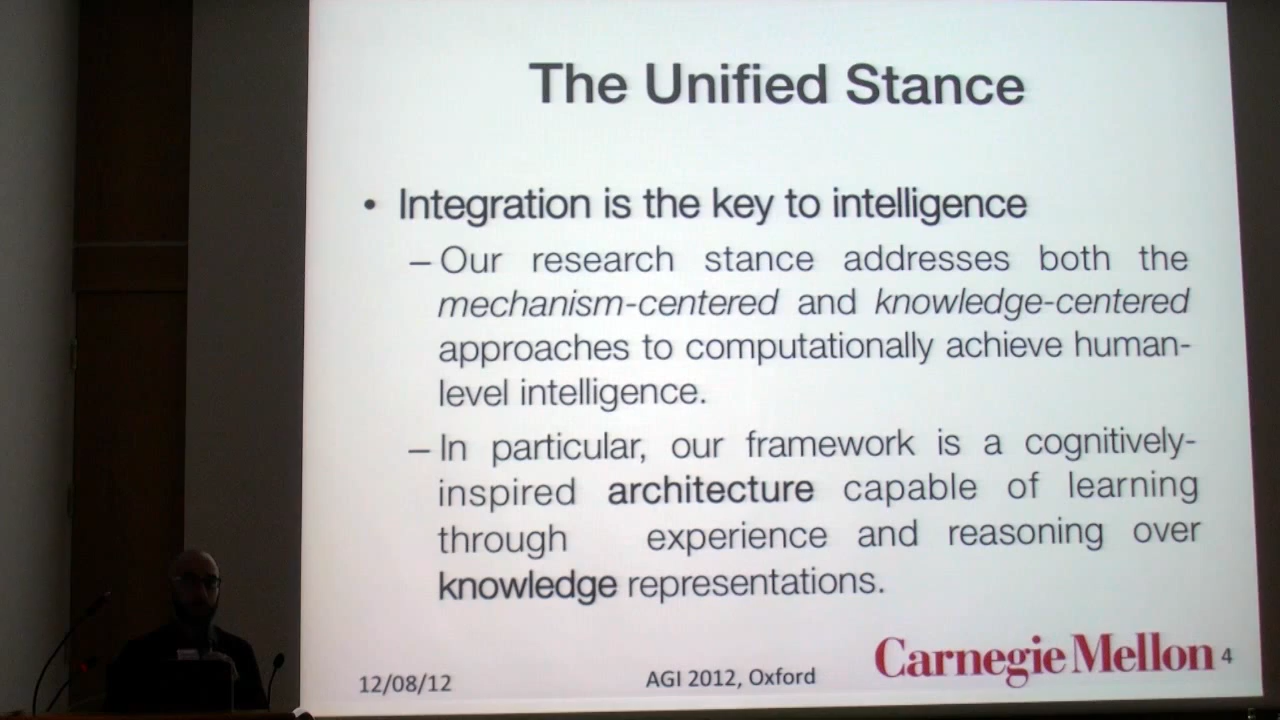 The Unified Stance
• Integration is the key to intelligence
– Our research stance addresses both the
mechanism-centered and knowledge-centered
approaches to computationally achieve human-
level intelligence.
– In particular, our framework is a cognitively-
inspired architecture capable of learning
through experience and reasoning over
knowledge representations.
12/08/12
AGI 2012, Oxford
Carnegie Mellon
4